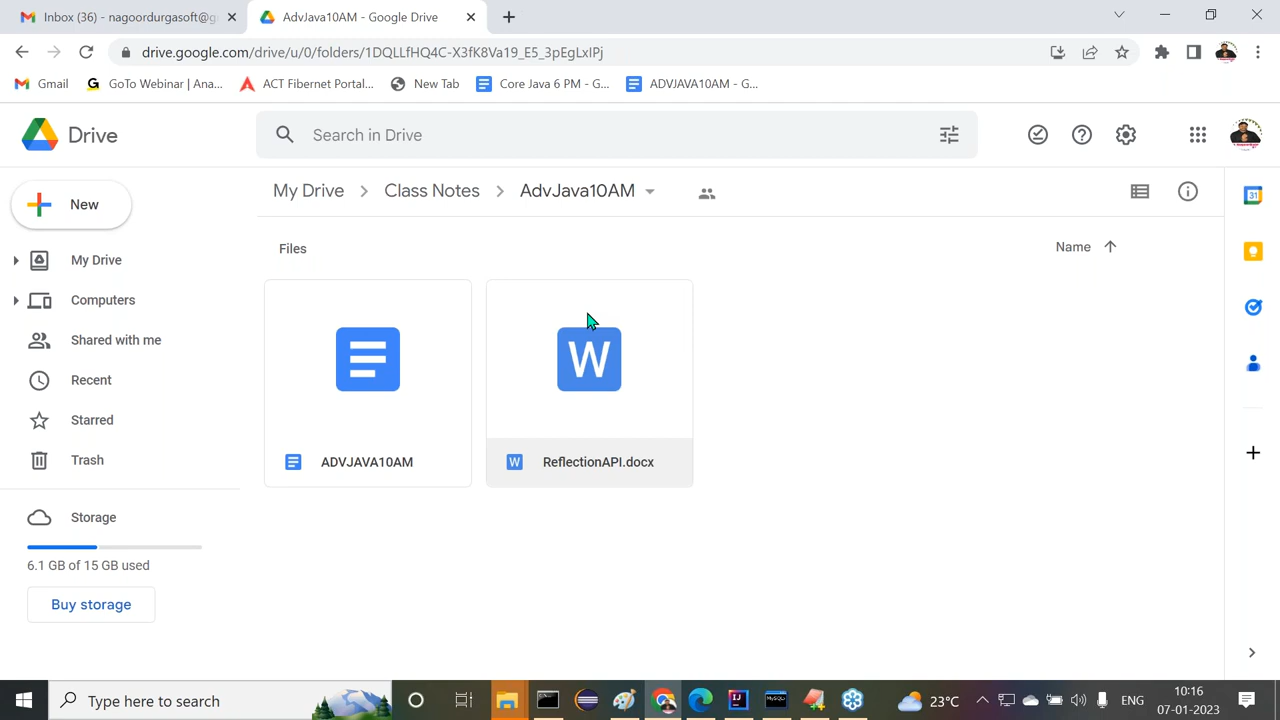 Inbox (36) - nagoordurgasoft@g
AdvJava10AM - Google Drive
drive.google.com/drive/u/0/folders/1DQLLfHQ4C-X3fK8Va19_E5_3pEgLxIPj
Gmail
GoTo Webinar | Ana...
ACT Fibernet Portal...
New Tab
Core Java 6 PM - G...
ADVJAVA10AM - G...
Drive
Search in Drive
New
My Drive
Class Notes
AdvJava10AM
31
My Drive
Computers
Shared with me
Recent
Starred
Trash
Storage
6.1 GB of 15 GB used
Buy storage
Files
Name
W
ADVJAVA10AM
W
ReflectionAPI.docx
Type here to search
23°C
ENG
10:16
07-01-2023